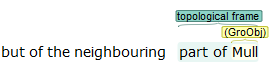 topological frame
(GroObj)
but of the neighbouring part of Mull